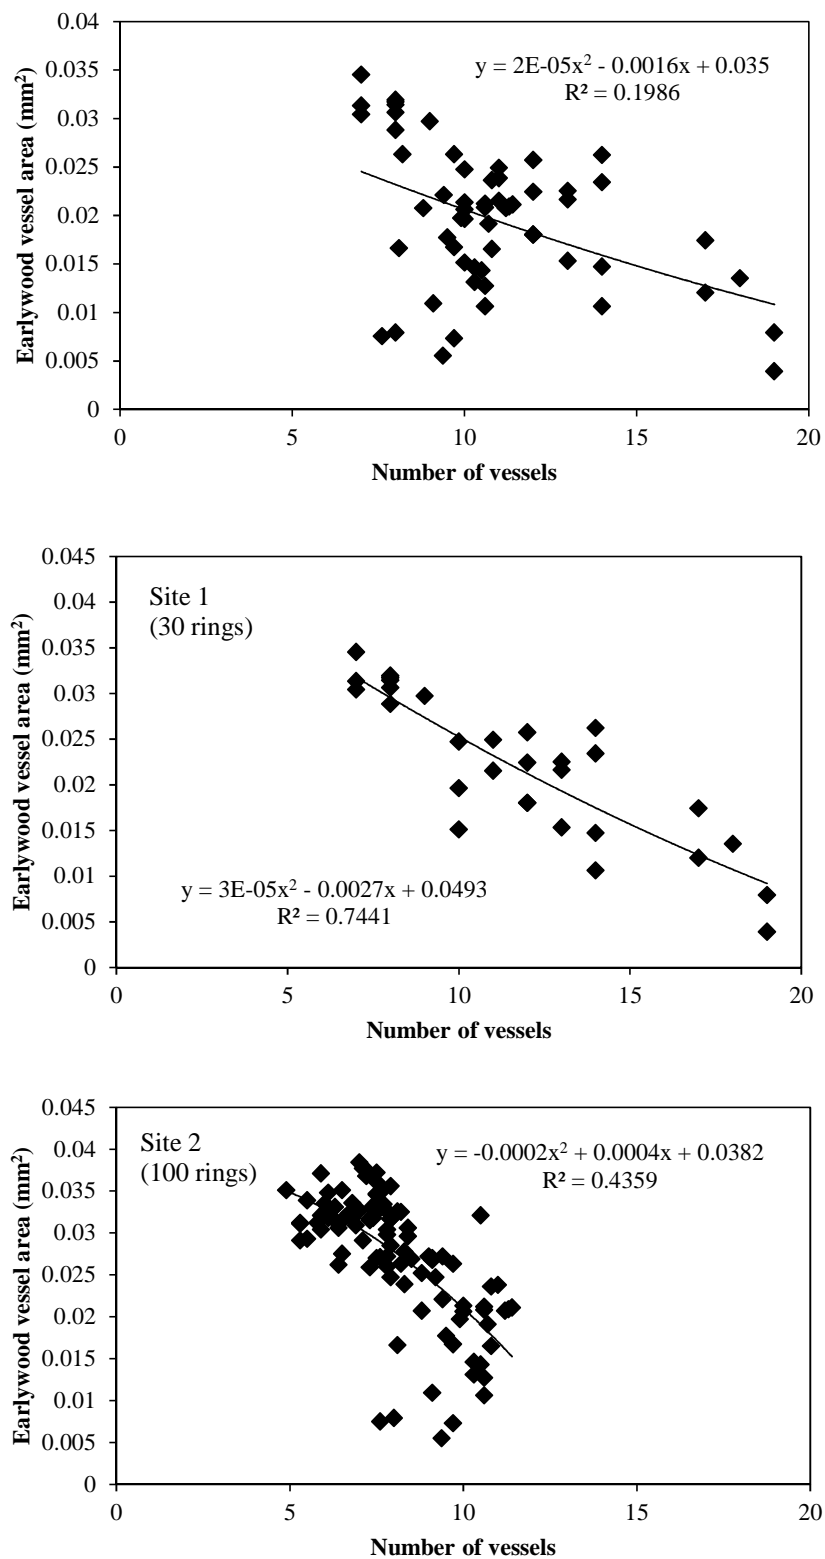 0.04
0.035
0.03
0.025
0.02
0.015
0.01
0.005
0
Earlywood vessel area (mm²)
y = 2E-05x² - 0.0016x + 0.035
R² = 0.1986
0 5 10 15 20
Number of vessels
0.045
0.04
0.035
0.03
0.025
0.02
0.015
0.01
0.005
0
Earlywood vessel area (mm²)
Site 1
(30 rings)
y = 3E-05x² - 0.0027x + 0.0493
R² = 0.7441
0 5 10 15 20
Number of vessels
0.045
0.04
0.035
0.03
0.025
0.02
0.015
0.01
0.005
0
Earlywood vessel area (mm²)
Site 2
(100 rings)
y = -0.0002x² + 0.0004x + 0.0382
R² = 0.4359
0 5 10 15 20
Number of vessels